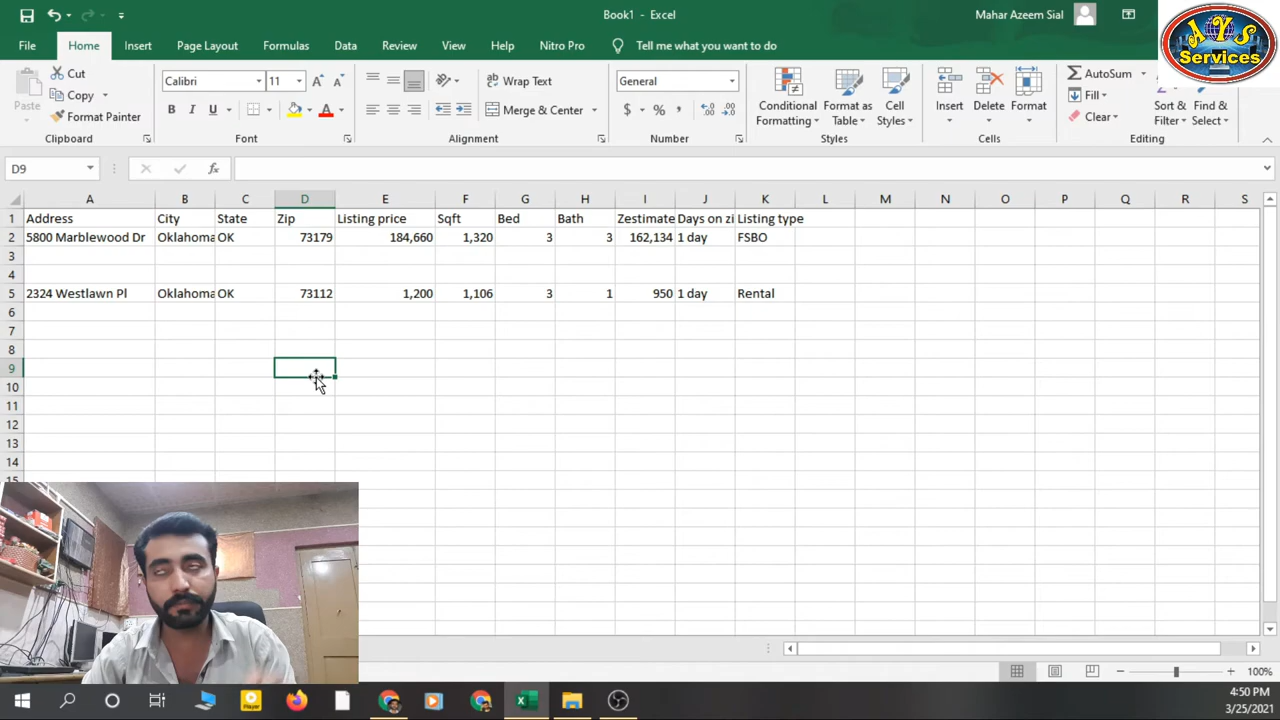 Book1 - Excel
Mahar Azeem Sial
AYS
Services
File Home Insert Page Layout Formulas Data Review View Help Nitro Pro Tell me what you want to do
Paste
Cut
Copy
Format Painter
Calibri 11
B I U A
Wrap Text
Merge & Center
General
$ %
Conditional Formatting
Format as Table
Cell Styles
Insert
Delete
Format
AutoSum
Fill
Clear
Sort & Filter
Find & Select
Clipboard Font Alignment Number Styles Cells Editing
D9 fx
A B C D E F G H I J K L M N O P Q R S
1 Address City State Zip Listing price Sqft Bed Bath Zestimate Days on zi Listing type
2 5800 Marblewood Dr Oklahoma OK 73179 184,660 1,320 3 3 162,134 1 day FSBO
3
4
5 2324 Westlawn Pl Oklahoma OK 73112 1,200 1,106 3 1 950 1 day Rental
6
7
8
9
10
11
12
13
14
15
100%
4:50 PM
3/25/2021